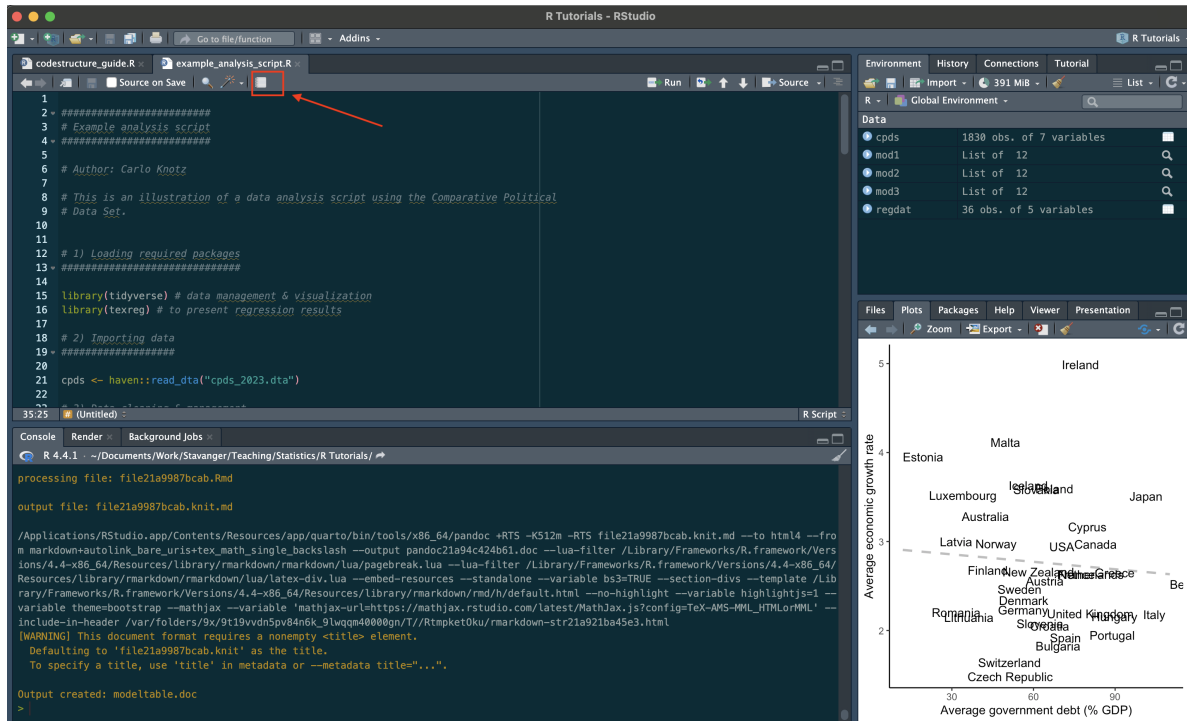 R Tutorials - RStudio
Go to file/function
Addins
R Tutorials
codestructure_guide.R
example_analysis_script.R
Source on Save
Run
Source
1
2 ##########################
3 # Example analysis script
4 ##########################
5
6 # Author: Carlo Knotz
7
8 # This is an illustration of a data analysis script using the Comparative Political
9 # Data Set.
10
11
12 # 1) Loading required packages
13 ###############################
14
15 library(tidyverse) # data management & visualization
16 library(texreg) # to present regression results
17
18 # 2) Importing data
19 ####################
20
21 cpds <- haven::read_dta("cpds_2023.dta")
22
35:25 # (Untitled)
R Script
Console
Render
Background Jobs
R 4.4.1 · ~/Documents/Work/Stavanger/Teaching/Statistics/R Tutorials/
processing file: file21a9987bcab.Rmd
output file: file21a9987bcab.knit.md
/Applications/RStudio.app/Contents/Resources/app/quarto/bin/tools/x86_64/pandoc +RTS -K512m -RTS file21a9987bcab.knit.md --to html4 --fro
m markdown+autolink_bare_uris+tex_math_single_backslash --output pandoc21a94c424b61.doc --lua-filter /Library/Frameworks/R.framework/Vers
ions/4.4-x86_64/Resources/library/rmarkdown/rmarkdown/lua/pagebreak.lua --lua-filter /Library/Frameworks/R.framework/Versions/4.4-x86_64/
Resources/library/rmarkdown/rmarkdown/lua/latex-div.lua --embed-resources --standalone --variable bs3=TRUE --section-divs --template /Lib
rary/Frameworks/R.framework/Versions/4.4-x86_64/Resources/library/rmarkdown/rmd/h/default.html --no-highlight --variable highlightjs=1 --
variable theme=bootstrap --mathjax --variable 'mathjax-url=https://mathjax.rstudio.com/latest/MathJax.js?config=TeX-AMS-MML_HTMLorMML' --
include-in-header /var/folders/9x/9t19vvdn5pv84n6k_9lwqqm40000gn/T//RtmpketOku/rmarkdown-str21a921ba45e3.html
[WARNING] This document format requires a nonempty <title> element.
Defaulting to 'file21a9987bcab.knit' as the title.
To specify a title, use 'title' in metadata or --metadata title="...".
Output created: modeltable.doc
>
Environment
History
Connections
Tutorial
Import
391 MiB
List
R
Global Environment
Data
cpds 1830 obs. of 7 variables
mod1 List of 12
mod2 List of 12
mod3 List of 12
regdat 36 obs. of 5 variables
Files
Plots
Packages
Help
Viewer
Presentation
Zoom
Export
Average economic growth rate
5
4
3
2
Ireland
Malta
Estonia
Iceland
Slovakia
Poland
Luxembourg
Japan
Australia
Cyprus
Latvia
Norway
USA
Canada
Finland
New Zealand
France
Netherlands
Greece
Austria
Be
Sweden
Denmark
Germany
Romania
Lithuania
United Kingdom
Hungary
Italy
Slovenia
Croatia
Spain
Portugal
Bulgaria
Switzerland
Czech Republic
30
60
90
Average government debt (% GDP)